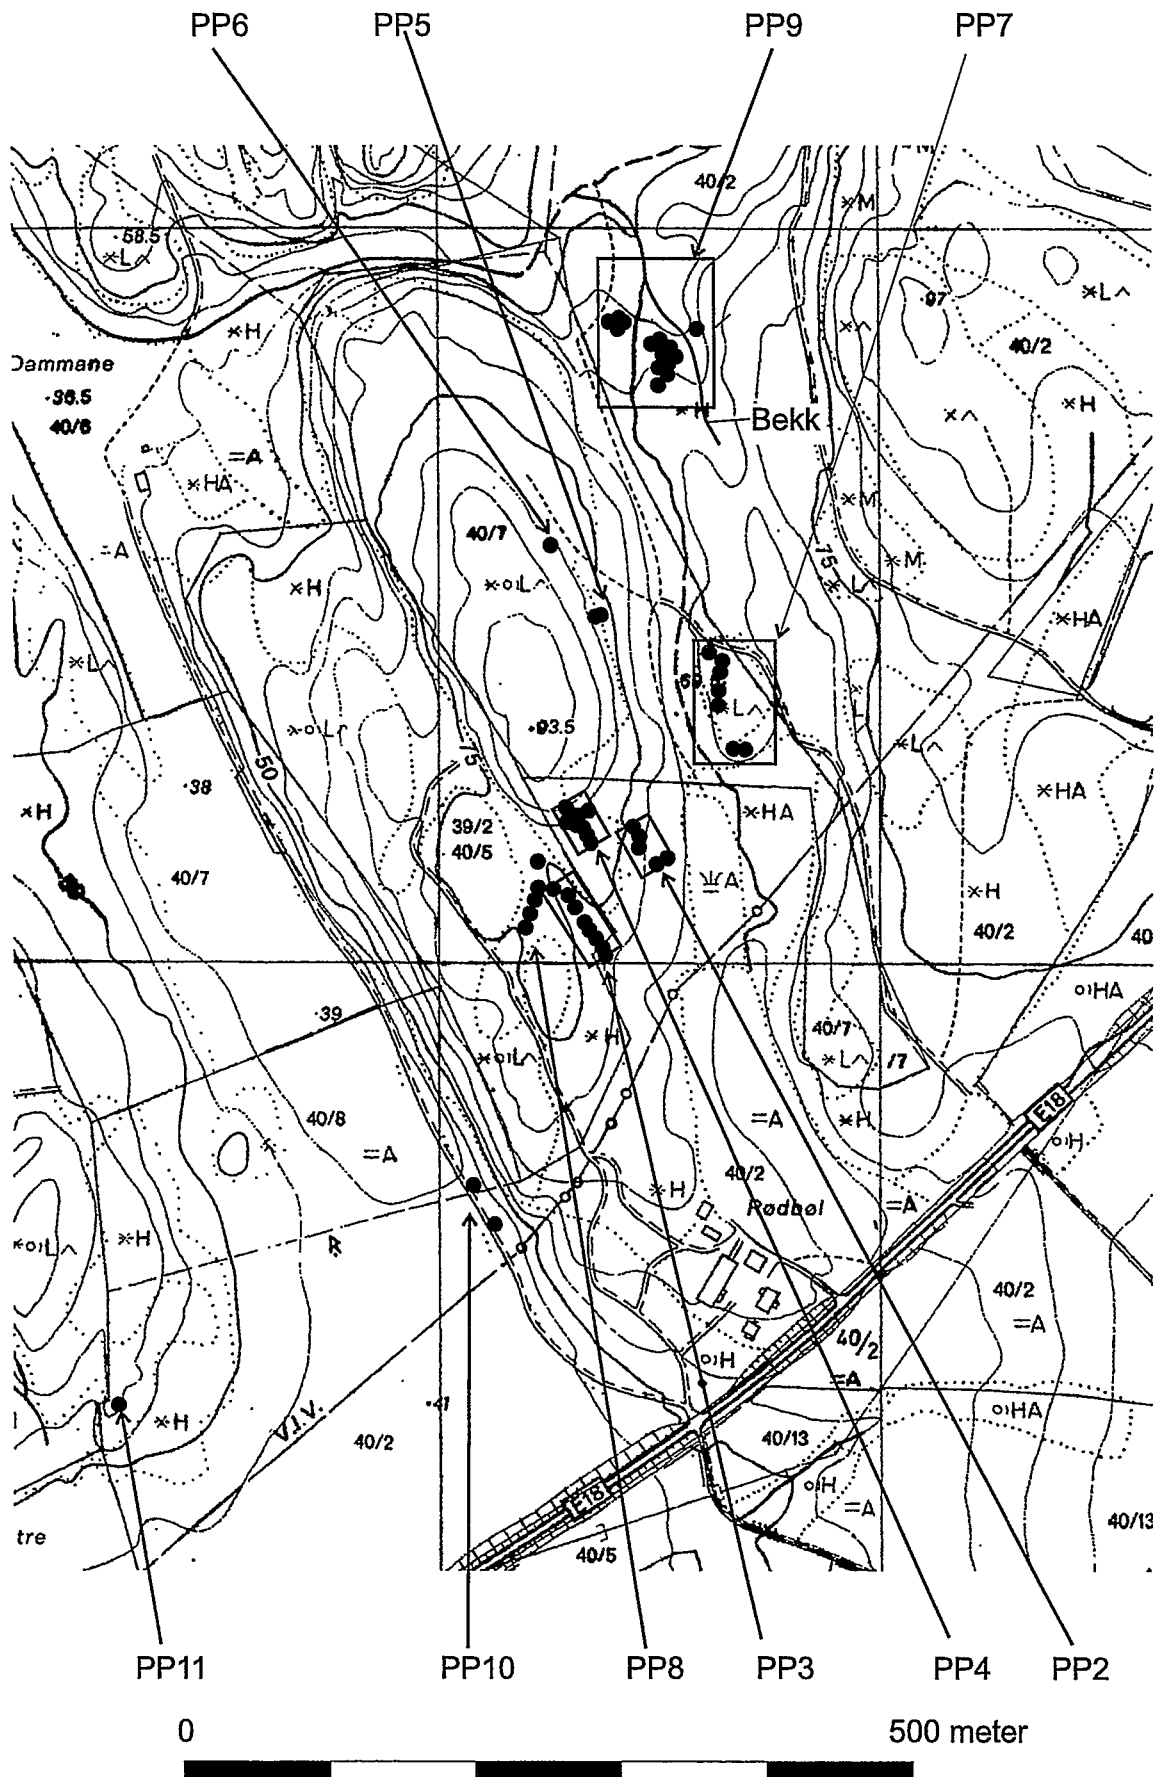 PP6 PP5 PP9 PP7
M
40/2
M
58.5
L
97
L
H
40/2
Dammane
36.5
40/6
H
H
Bekk
A
HA
40/7
M
75
A
H
L
M
L
HA
L
69
L
93.5
L
L
L
75
50
38
H
39/2
40/5
HA
HA
A
40/7
H
40/2
40
HA
39
H
40/7
L
/7
L
E18
40/8
A
H
A
H
40/2
H
Rødbøl
A
L
H
R
40/2
A
40/2
H
A
41
HA
H
V.I.V.
40/2
40/13
H
A
E18
40/13
tre
40/5
PP11 PP10 PP8 PP3 PP4 PP2
0 500 meter